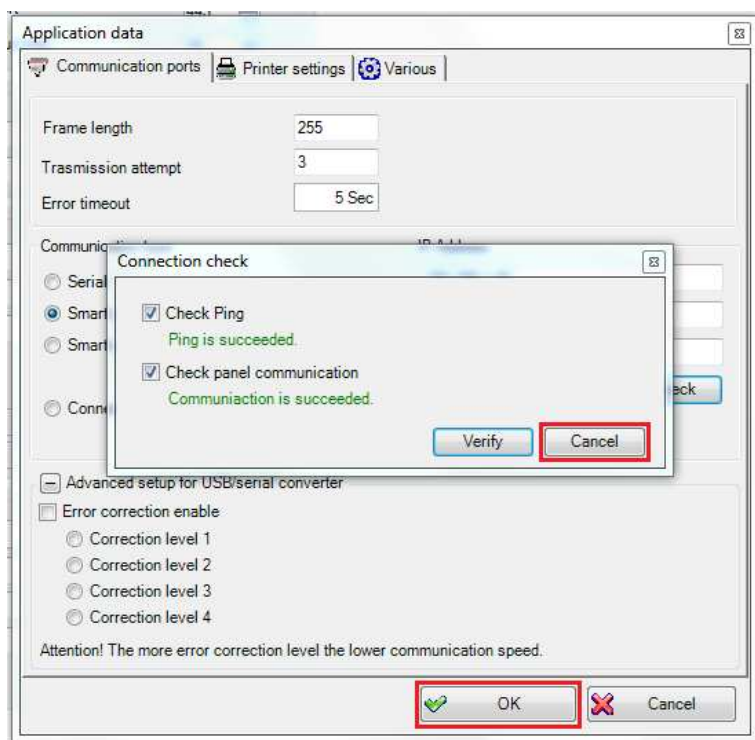 Application data
Communication ports Printer settings Various
Frame length 255
Trasmission attempt 3
Error timeout 5 Sec
Connection check
Serial
Smart
Check Ping
Ping is succeeded.
Smart
Check panel communication
Communiaction is succeeded.
Verify Cancel
Advanced setup for USB/serial converter
Error correction enable
Correction level 1
Correction level 2
Correction level 3
Correction level 4
Attention! The more error correction level the lower communication speed.
OK Cancel